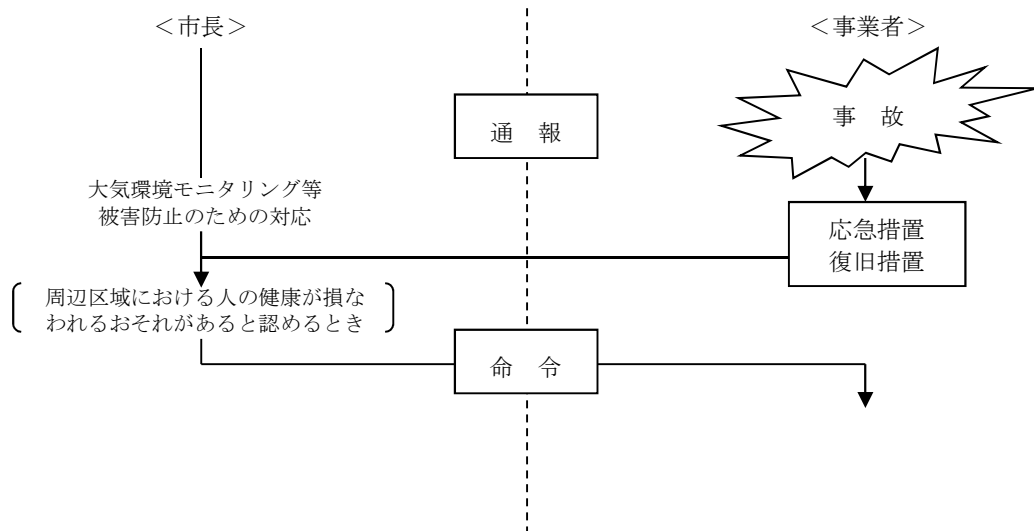 ＜市長＞
＜事業者＞
事　故
通　報
大気環境モニタリング等
被害防止のための対応
応急措置
復旧措置
周辺区域における人の健康が損な
われるおそれがあると認めるとき
命　令